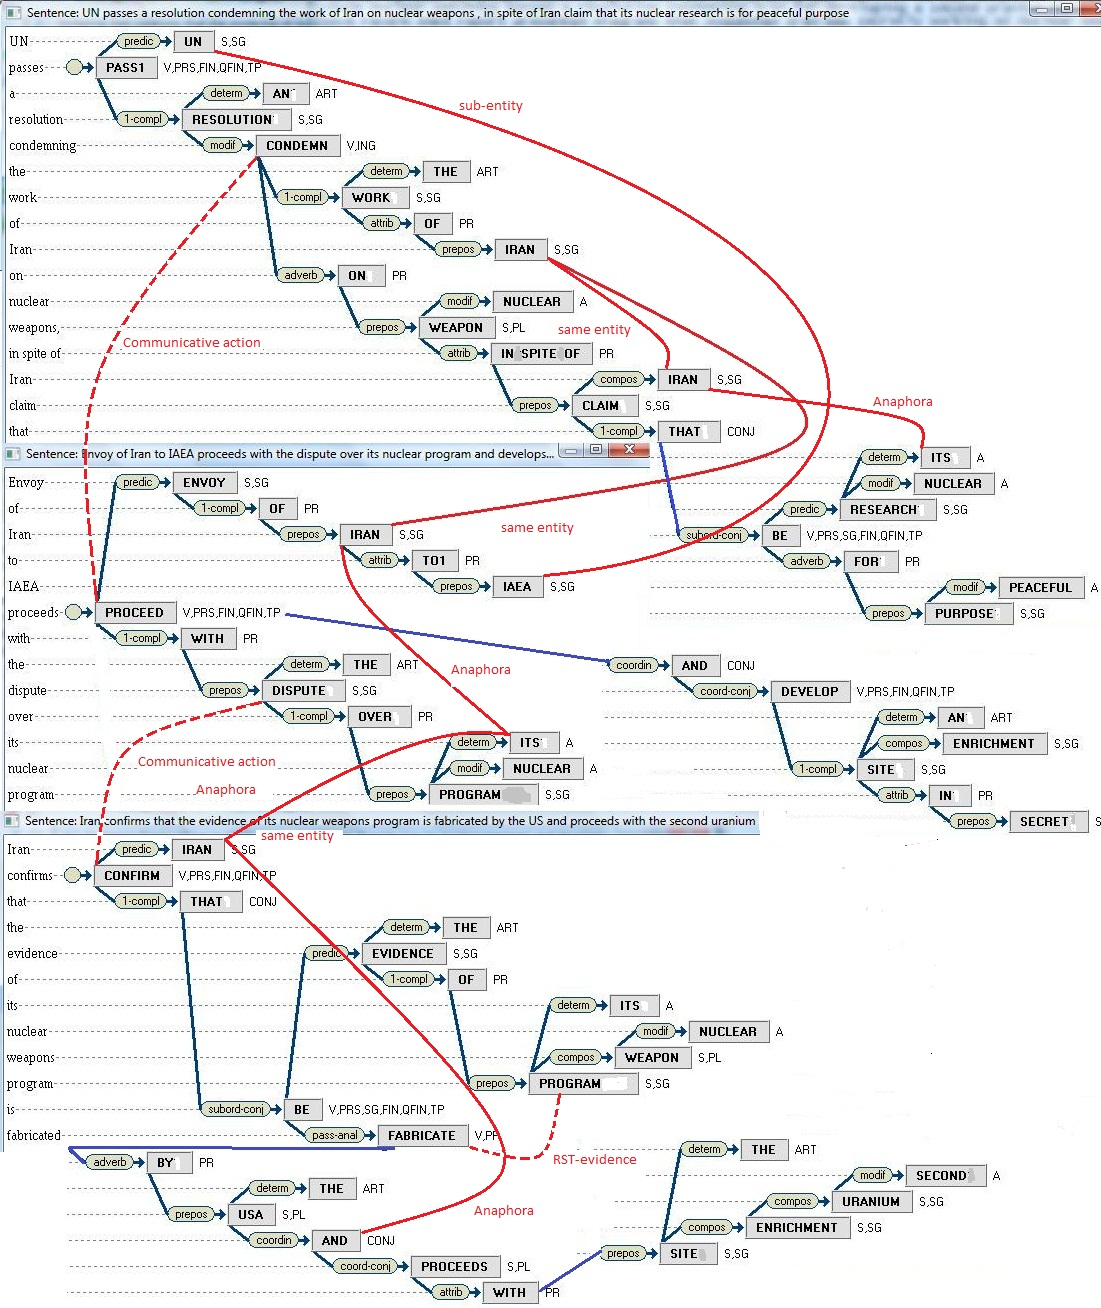 Sentence: UN passes a resolution condemning the work of Iran on nuclear weapons , in spite of Iran claim that its nuclear research is for peaceful purpose
UN predic UN S,SG
passes PASS1 V,PRS,FIN,QFIN,TP
a determ AN ART
sub-entity
resolution 1-compl RESOLUTION S,SG
condemning modif CONDEMN V,ING
the determ THE ART
work 1-compl WORK S,SG
of attrib OF PR
Iran prepos IRAN S,SG
on adverb ON PR
nuclear modif NUCLEAR A
weapons, prepos WEAPON S,PL same entity
Communicative action
in spite of attrib IN SPITE OF PR
Iran compos IRAN S,SG
claim prepos CLAIM S,SG Anaphora
that 1-compl THAT CONJ
Sentence: Envoy of Iran to IAEA proceeds with the dispute over its nuclear program and develops...
determ ITS A
Envoy predic ENVOY S,SG modif NUCLEAR A
of 1-compl OF PR predic RESEARCH S,SG
same entity
Iran prepos IRAN S,SG subord-conj BE V,PRS,SG,FIN,QFIN,TP
to attrib TO1 PR adverb FOR PR
IAEA prepos IAEA S,SG modif PEACEFUL A
proceeds PROCEED V,PRS,FIN,QFIN,TP prepos PURPOSE S,SG
with 1-compl WITH PR
the determ THE ART coordin AND CONJ
Anaphora
dispute prepos DISPUTE S,SG coord-conj DEVELOP V,PRS,FIN,QFIN,TP
over 1-compl OVER PR determ AN ART
its determ ITS A compos ENRICHMENT S,SG
Communicative action
nuclear modif NUCLEAR A 1-compl SITE S,SG
Anaphora
program prepos PROGRAM S,SG attrib IN PR
Sentence: Iran confirms that the evidence of its nuclear weapons program is fabricated by the US and proceeds with the second uranium
prepos SECRET S
same entity
Iran predic IRAN S,SG
confirms CONFIRM V,PRS,FIN,QFIN,TP
that 1-compl THAT CONJ
the determ THE ART
evidence predic EVIDENCE S,SG
of 1-compl OF PR
its determ ITS A
nuclear modif NUCLEAR A
weapons compos WEAPON S,PL
program prepos PROGRAM S,SG
is subord-conj BE V,PRS,SG,FIN,QFIN,TP
fabricated pass-anal FABRICATE V,PP
determ THE ART
adverb BY PR RST-evidence
modif SECOND A
determ THE ART compos URANIUM S,SG
prepos USA S,PL Anaphora
compos ENRICHMENT S,SG
coordin AND CONJ prepos SITE S,SG
coord-conj PROCEEDS S,PL
attrib WITH PR